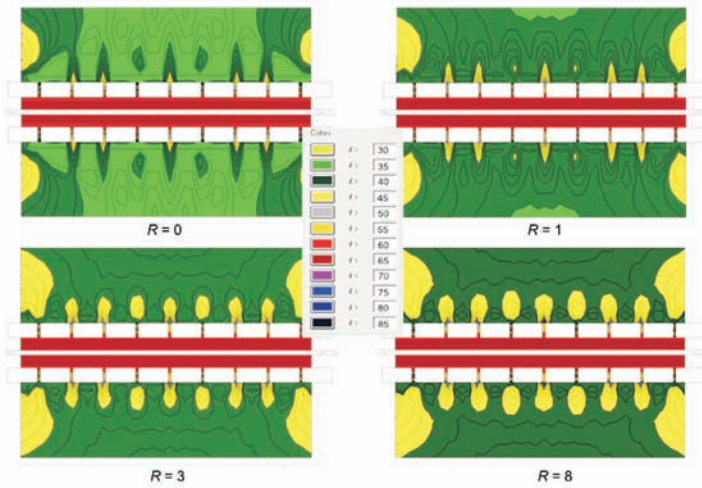 Colors
> 30
> 35
> 40
> 45
> 50
> 55
> 60
> 65
> 70
> 75
> 80
> 85
R = 0
R = 1
R = 3
R = 8